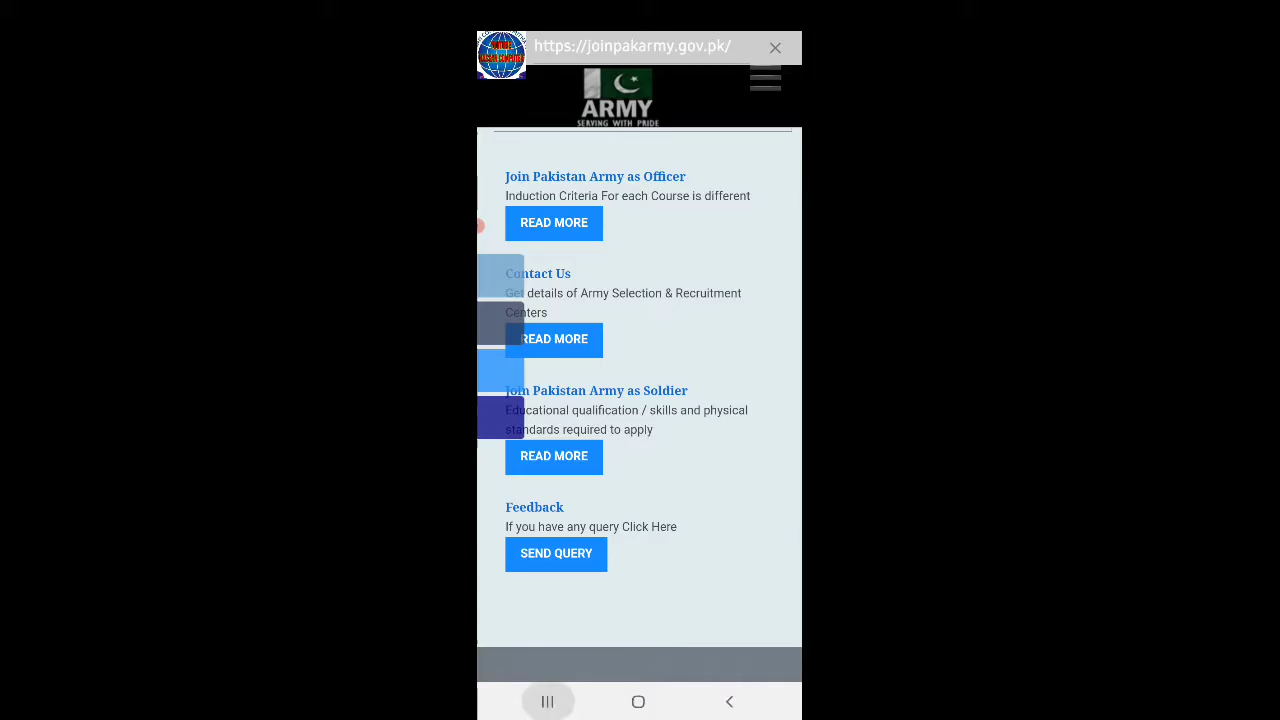 https://joinpakarmy.gov.pk/
ARMY
SERVING WITH PRIDE
Join Pakistan Army as Officer
Induction Criteria For each Course is different
READ MORE
Contact Us
Get details of Army Selection & Recruitment
Centers
READ MORE
Join Pakistan Army as Soldier
Educational qualification / skills and physical
standards required to apply
READ MORE
Feedback
If you have any query Click Here
SEND QUERY